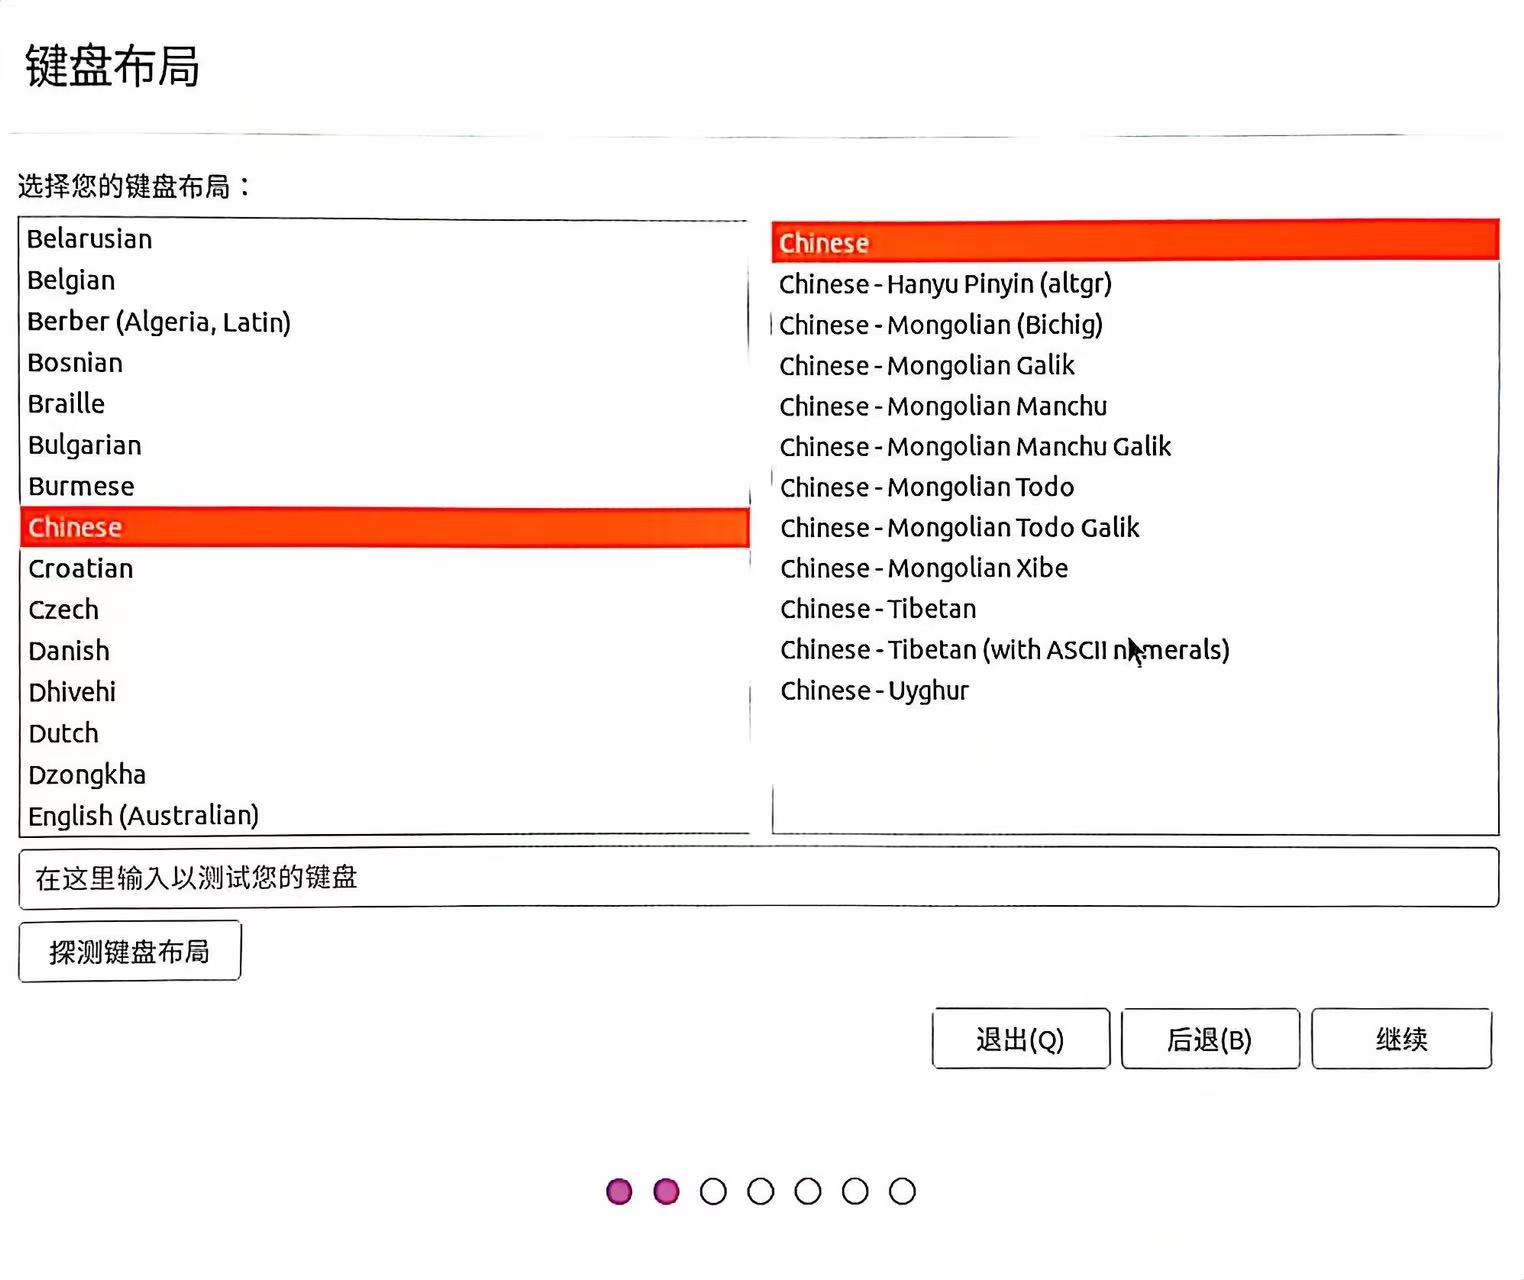 键盘布局
选择您的键盘布局：
Belarusian
Belgian
Berber (Algeria, Latin)
Bosnian
Braille
Bulgarian
Burmese
Chinese
Croatian
Czech
Danish
Dhivehi
Dutch
Dzongkha
English (Australian)
Chinese
Chinese - Hanyu Pinyin (altgr)
Chinese - Mongolian (Bichig)
Chinese - Mongolian Galik
Chinese - Mongolian Manchu
Chinese - Mongolian Manchu Galik
Chinese - Mongolian Todo
Chinese - Mongolian Todo Galik
Chinese - Mongolian Xibe
Chinese - Tibetan
Chinese - Tibetan (with ASCII numerals)
Chinese - Uyghur
在这里输入以测试您的键盘
探测键盘布局
退出(Q)
后退(B)
继续